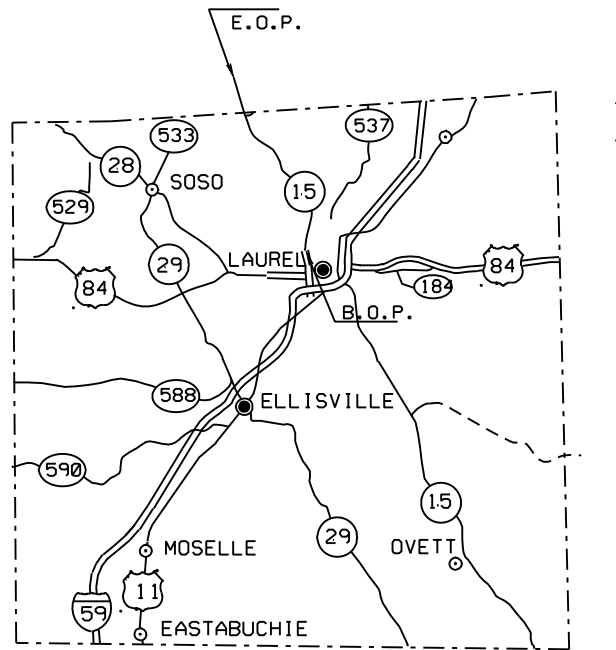 E.O.P.
533
537
28
SOSO
15
529
LAUREL
29
84
84
184
B.O.P.
588
ELLISVILLE
590
15
29
OVETT
MOSELLE
11
59
EASTABUCHIE